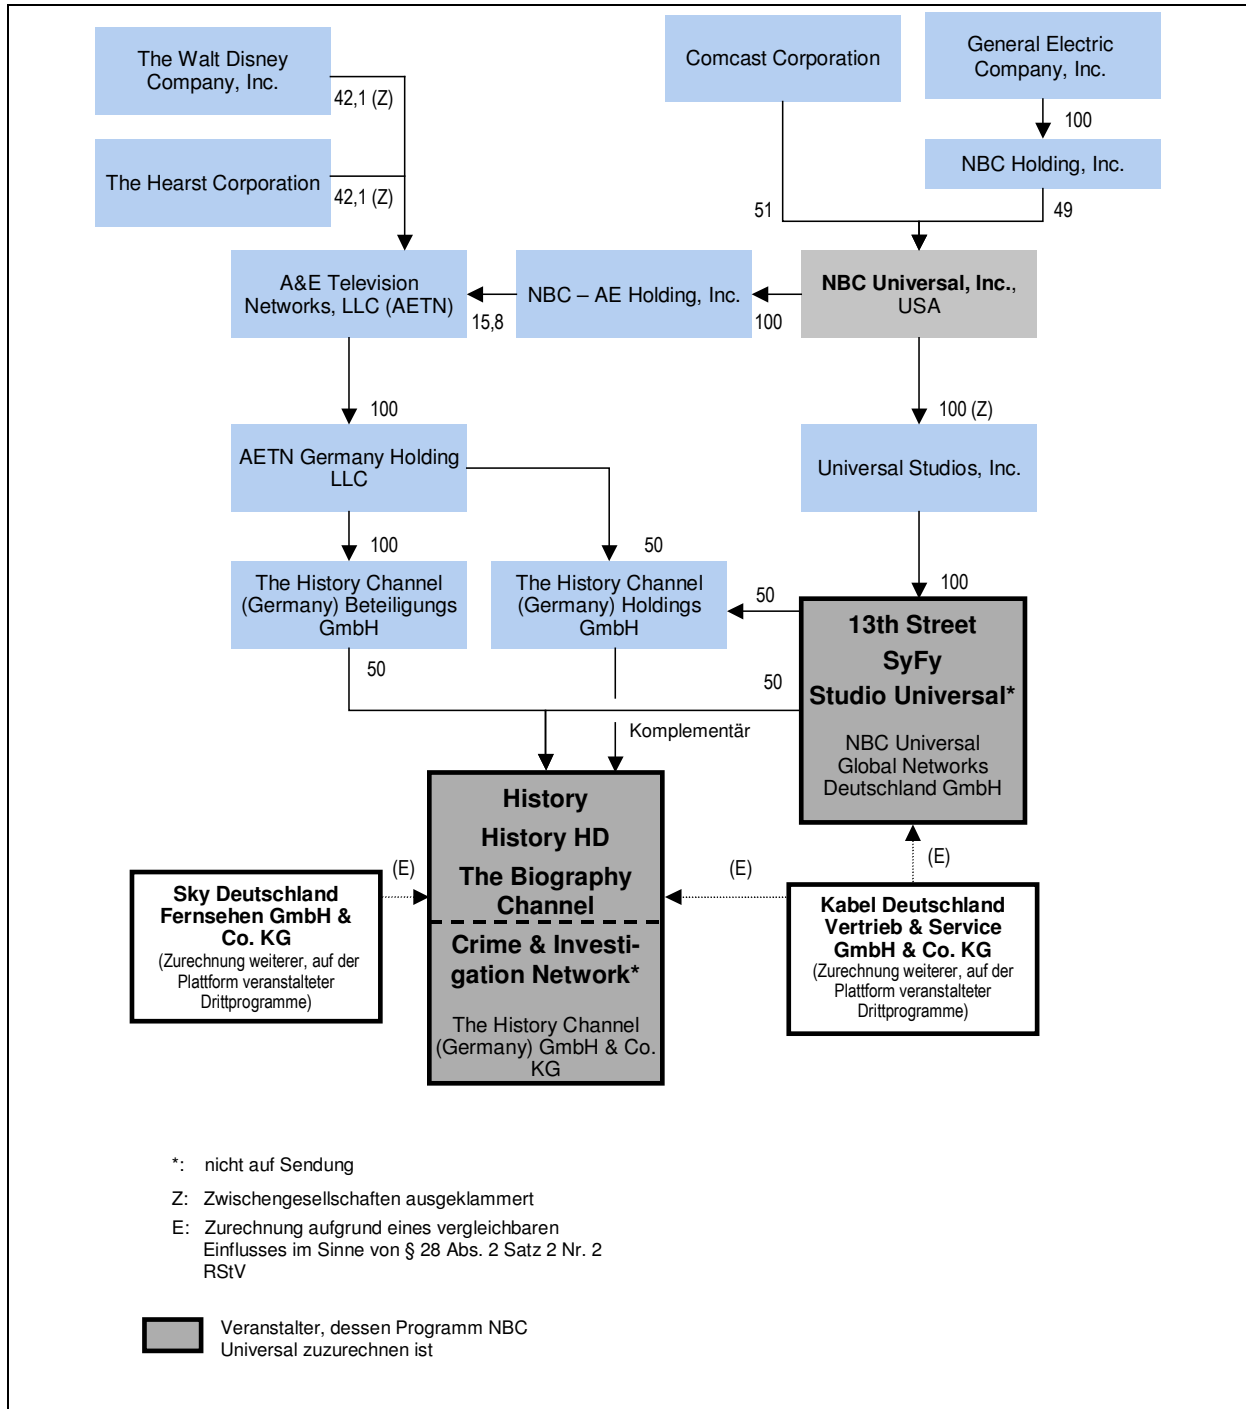 The Walt Disney
Company, Inc.
Comcast Corporation
General Electric
Company, Inc.
42,1 (Z)
100
The Hearst Corporation
NBC Holding, Inc.
42,1 (Z)
51
49
A&E Television
Networks, LLC (AETN)
NBC – AE Holding, Inc.
NBC Universal, Inc.,
USA
15,8
100
100
100 (Z)
AETN Germany Holding
LLC
Universal Studios, Inc.
100
50
100
The History Channel
(Germany) Beteiligungs
GmbH
The History Channel
(Germany) Holdings
GmbH
50
13th Street
SyFy
Studio Universal*
NBC Universal
Global Networks
Deutschland GmbH
50
50
Komplementär
History
History HD
The Biography
Channel
Crime & Investi-
gation Network*
The History Channel
(Germany) GmbH & Co.
KG
(E)
(E)
(E)
Sky Deutschland
Fernsehen GmbH &
Co. KG
(Zurechnung weiterer, auf der
Plattform veranstalteter
Drittprogramme)
Kabel Deutschland
Vertrieb & Service
GmbH & Co. KG
(Zurechnung weiterer, auf der
Plattform veranstalteter
Drittprogramme)
*: nicht auf Sendung
Z: Zwischengesellschaften ausgeklammert
E: Zurechnung aufgrund eines vergleichbaren
Einflusses im Sinne von § 28 Abs. 2 Satz 2 Nr. 2
RStV
Veranstalter, dessen Programm NBC
Universal zuzurechnen ist